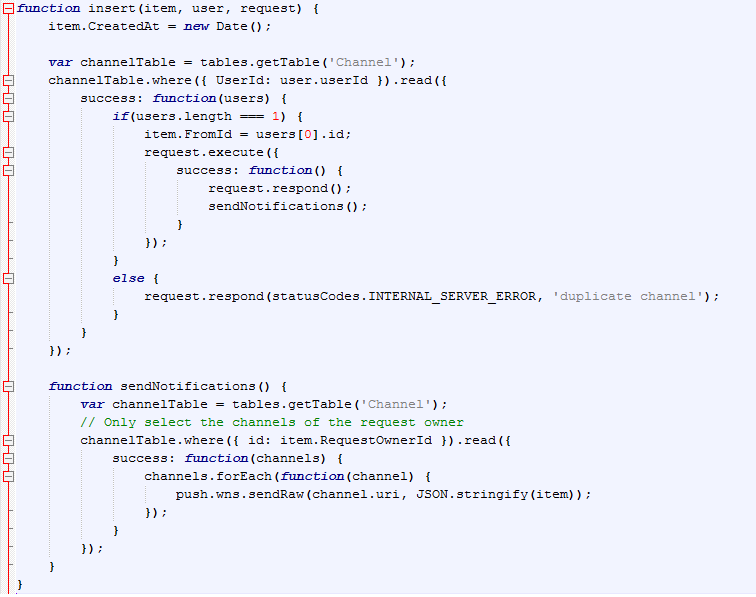 function insert(item, user, request) {
    item.CreatedAt = new Date();

    var channelTable = tables.getTable('Channel');
    channelTable.where({ UserId: user.userId }).read({
        success: function(users) {
            if(users.length === 1) {
                item.FromId = users[0].id;
                request.execute({
                    success: function() {
                        request.respond();
                        sendNotifications();
                    }
                });
            }
            else {
                request.respond(statusCodes.INTERNAL_SERVER_ERROR, 'duplicate channel');
            }
        }
    });

    function sendNotifications() {
        var channelTable = tables.getTable('Channel');
        // Only select the channels of the request owner
        channelTable.where({ id: item.RequestOwnerId }).read({
            success: function(channels) {
                channels.forEach(function(channel) {
                    push.wns.sendRaw(channel.uri, JSON.stringify(item));
                });
            }
        });
    }
}